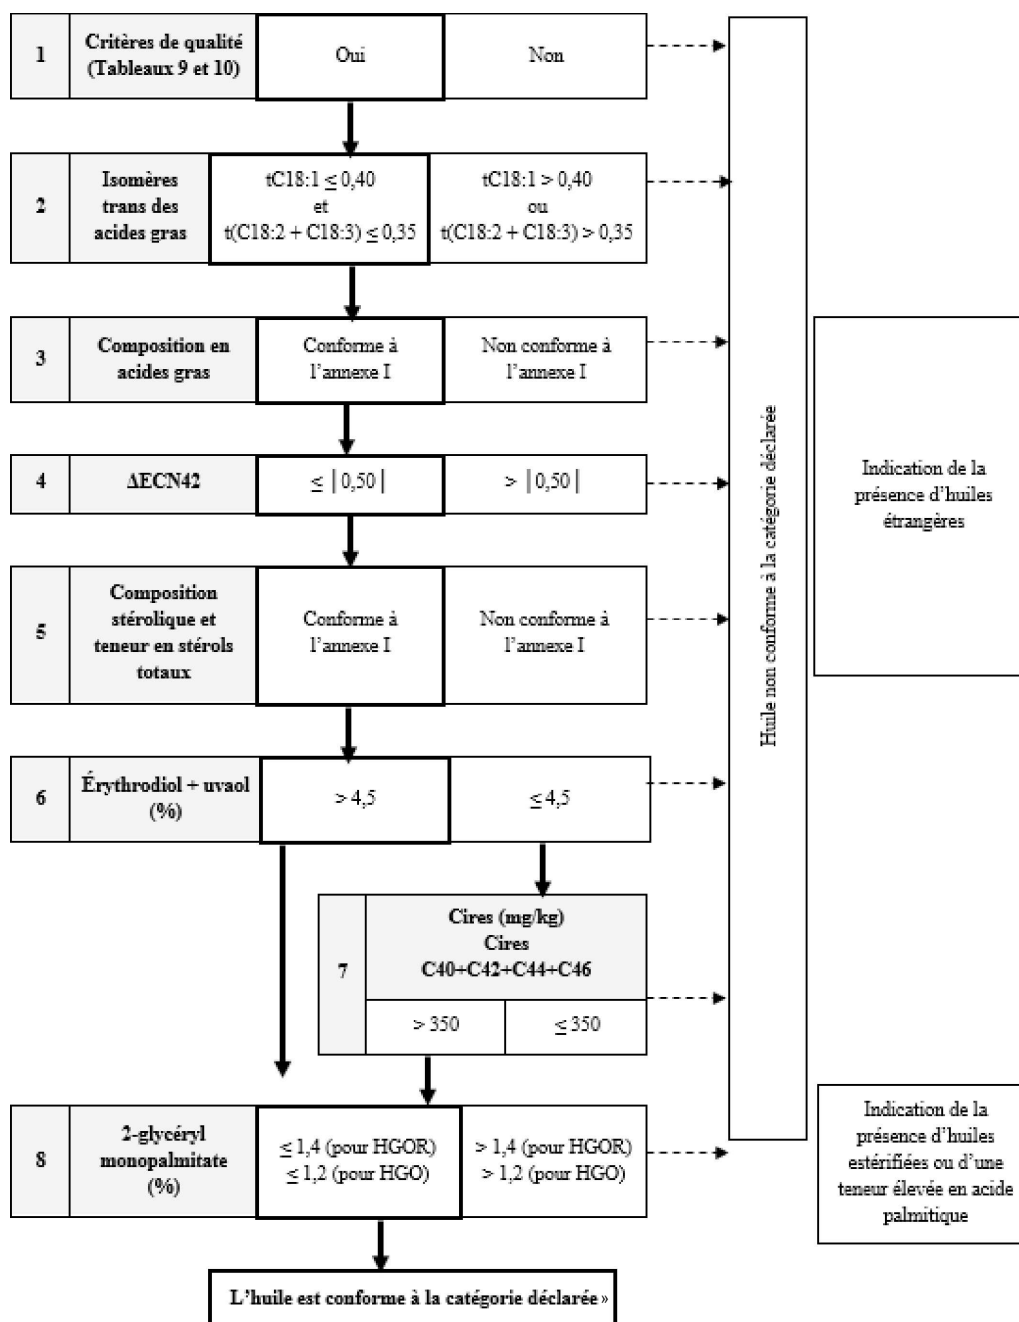 1
Critères de qualité
(Tableaux 9 et 10)
Oui
Non
2
Isomères
trans des
acides gras
tC18:1 ≤ 0,40
et
t(C18:2 + C18:3) ≤ 0,35
tC18:1 > 0,40
ou
t(C18:2 + C18:3) > 0,35
3
Composition en
acides gras
Conforme à
l’annexe I
Non conforme à
l’annexe I
4
ΔECN42
≤ |0,50|
> |0,50|
5
Composition
stérolique et
teneur en stérols
totaux
Conforme à
l’annexe I
Non conforme à
l’annexe I
6
Érythrodiol + uvaol
(%)
> 4,5
≤ 4,5
7
Cires (mg/kg)
Cires
C40+C42+C44+C46
> 350
≤ 350
8
2-glycéryl
monopalmitate
(%)
≤ 1,4 (pour HGOR)
≤ 1,2 (pour HGO)
> 1,4 (pour HGOR)
> 1,2 (pour HGO)
L’huile est conforme à la catégorie déclarée »
Huile non conforme à la catégorie déclarée
Indication de la
présence d’huiles
étrangères
Indication de la
présence d’huiles
estérifiées ou d’une
teneur élevée en acide
palmitique